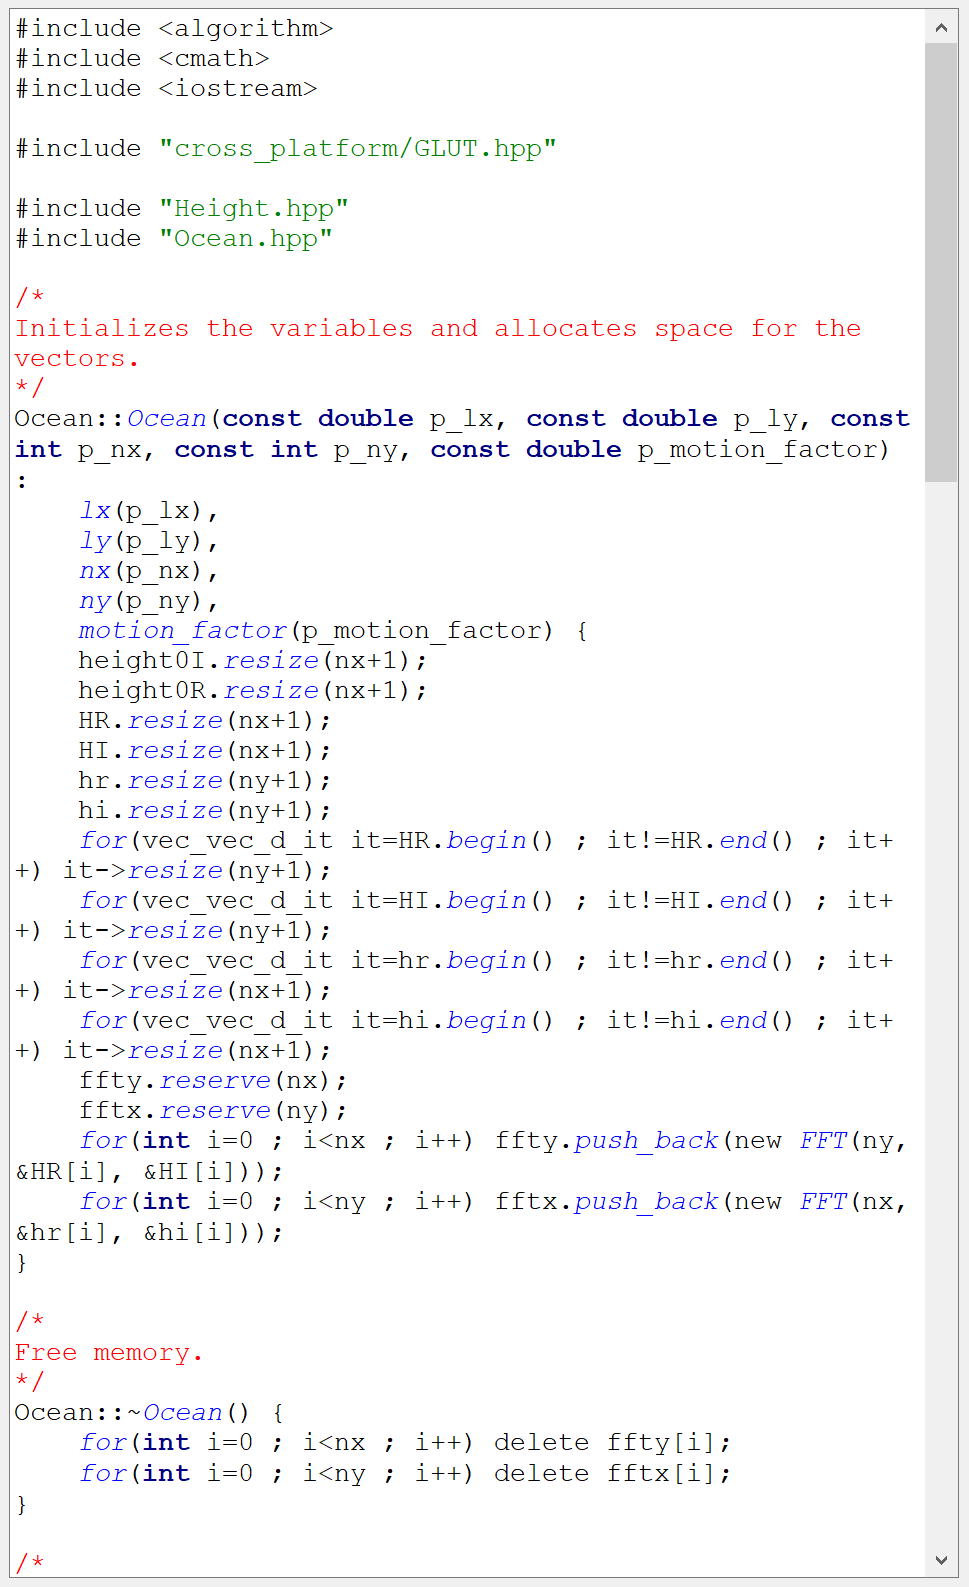 #include <algorithm>
#include <cmath>
#include <iostream>

#include "cross_platform/GLUT.hpp"

#include "Height.hpp"
#include "Ocean.hpp"

/*
Initializes the variables and allocates space for the
vectors.
*/
Ocean::Ocean(const double p_lx, const double p_ly, const
int p_nx, const int p_ny, const double p_motion_factor)
:
    lx(p_lx),
    ly(p_ly),
    nx(p_nx),
    ny(p_ny),
    motion_factor(p_motion_factor) {
    height0I.resize(nx+1);
    height0R.resize(nx+1);
    HR.resize(nx+1);
    HI.resize(nx+1);
    hr.resize(ny+1);
    hi.resize(ny+1);
    for(vec_vec_d_it it=HR.begin() ; it!=HR.end() ; it+
+) it->resize(ny+1);
    for(vec_vec_d_it it=HI.begin() ; it!=HI.end() ; it+
+) it->resize(ny+1);
    for(vec_vec_d_it it=hr.begin() ; it!=hr.end() ; it+
+) it->resize(nx+1);
    for(vec_vec_d_it it=hi.begin() ; it!=hi.end() ; it+
+) it->resize(nx+1);
    ffty.reserve(nx);
    fftx.reserve(ny);
    for(int i=0 ; i<nx ; i++) ffty.push_back(new FFT(ny,
&HR[i], &HI[i]));
    for(int i=0 ; i<ny ; i++) fftx.push_back(new FFT(nx,
&hr[i], &hi[i]));
}

/*
Free memory.
*/
Ocean::~Ocean() {
    for(int i=0 ; i<nx ; i++) delete ffty[i];
    for(int i=0 ; i<ny ; i++) delete fftx[i];
}

/*